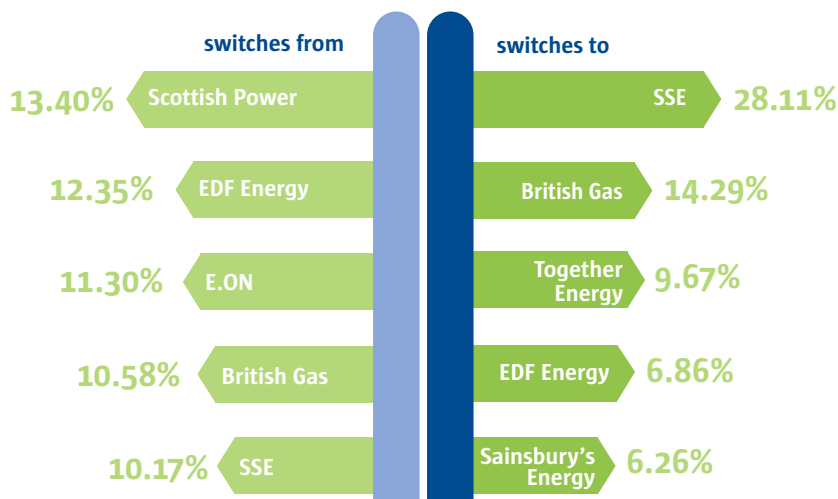 switches from
switches to
13.40%
Scottish Power
SSE
28.11%
12.35%
EDF Energy
British Gas
14.29%
11.30%
E.ON
Together
Energy
9.67%
10.58%
British Gas
EDF Energy
6.86%
10.17%
SSE
Sainsbury's
Energy
6.26%